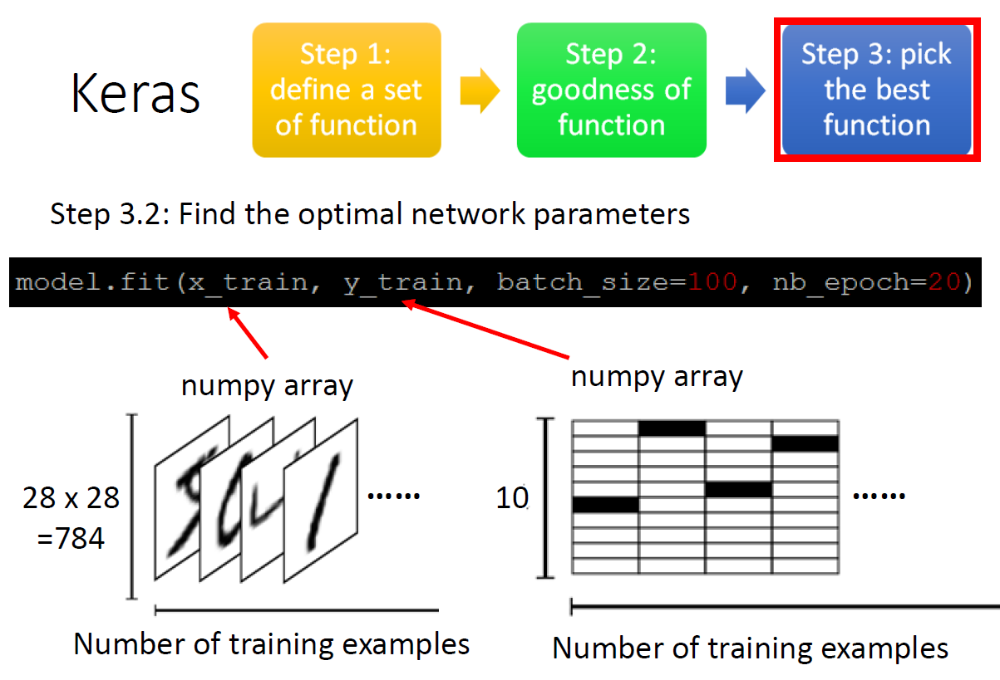 Keras
Step 1:
define a set
of function
Step 2:
goodness of
function
Step 3: pick
the best
function
Step 3.2: Find the optimal network parameters
model.fit(x_train, y_train, batch_size=100, nb_epoch=20)
numpy array
numpy array
28 x 28
=784
......
10
......
Number of training examples
Number of training examples